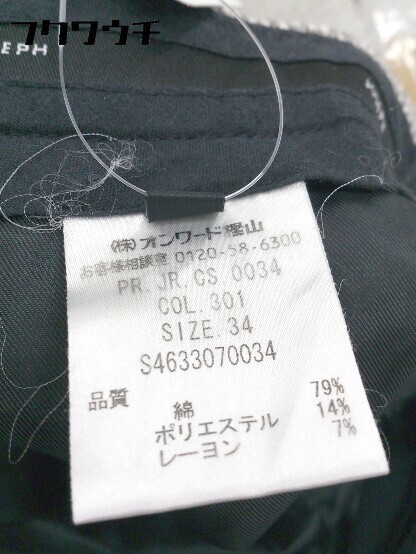 フクワウチ
EPH
(株)オンワード樫山
お客様相談室 0120-58-6300
PR.JR.CS.0034
COL.301
SIZE.34
S4633070034
品質 綿 79%
ポリエステル 14%
レーヨン 7%